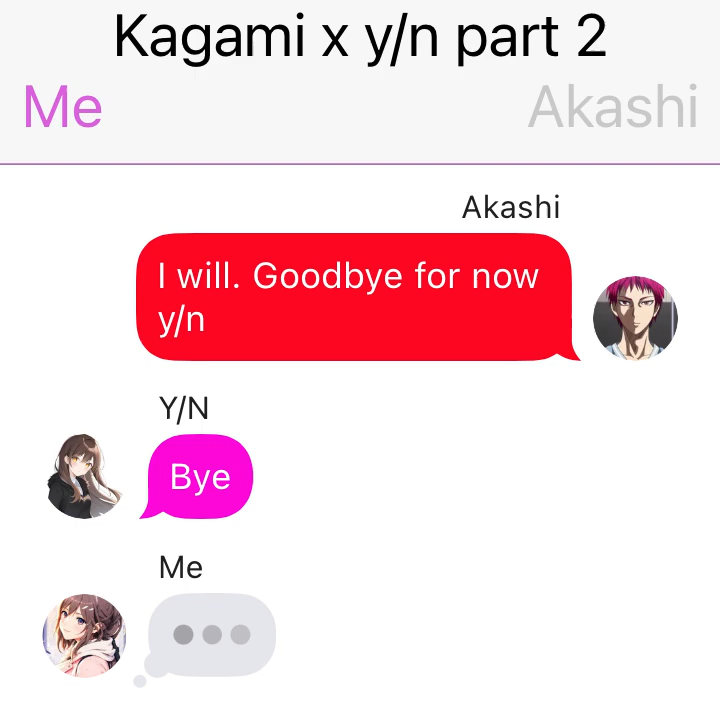 Kagami x y/n part 2
Me Akashi
Akashi
I will. Goodbye for now
y/n
Y/N
Bye
Me